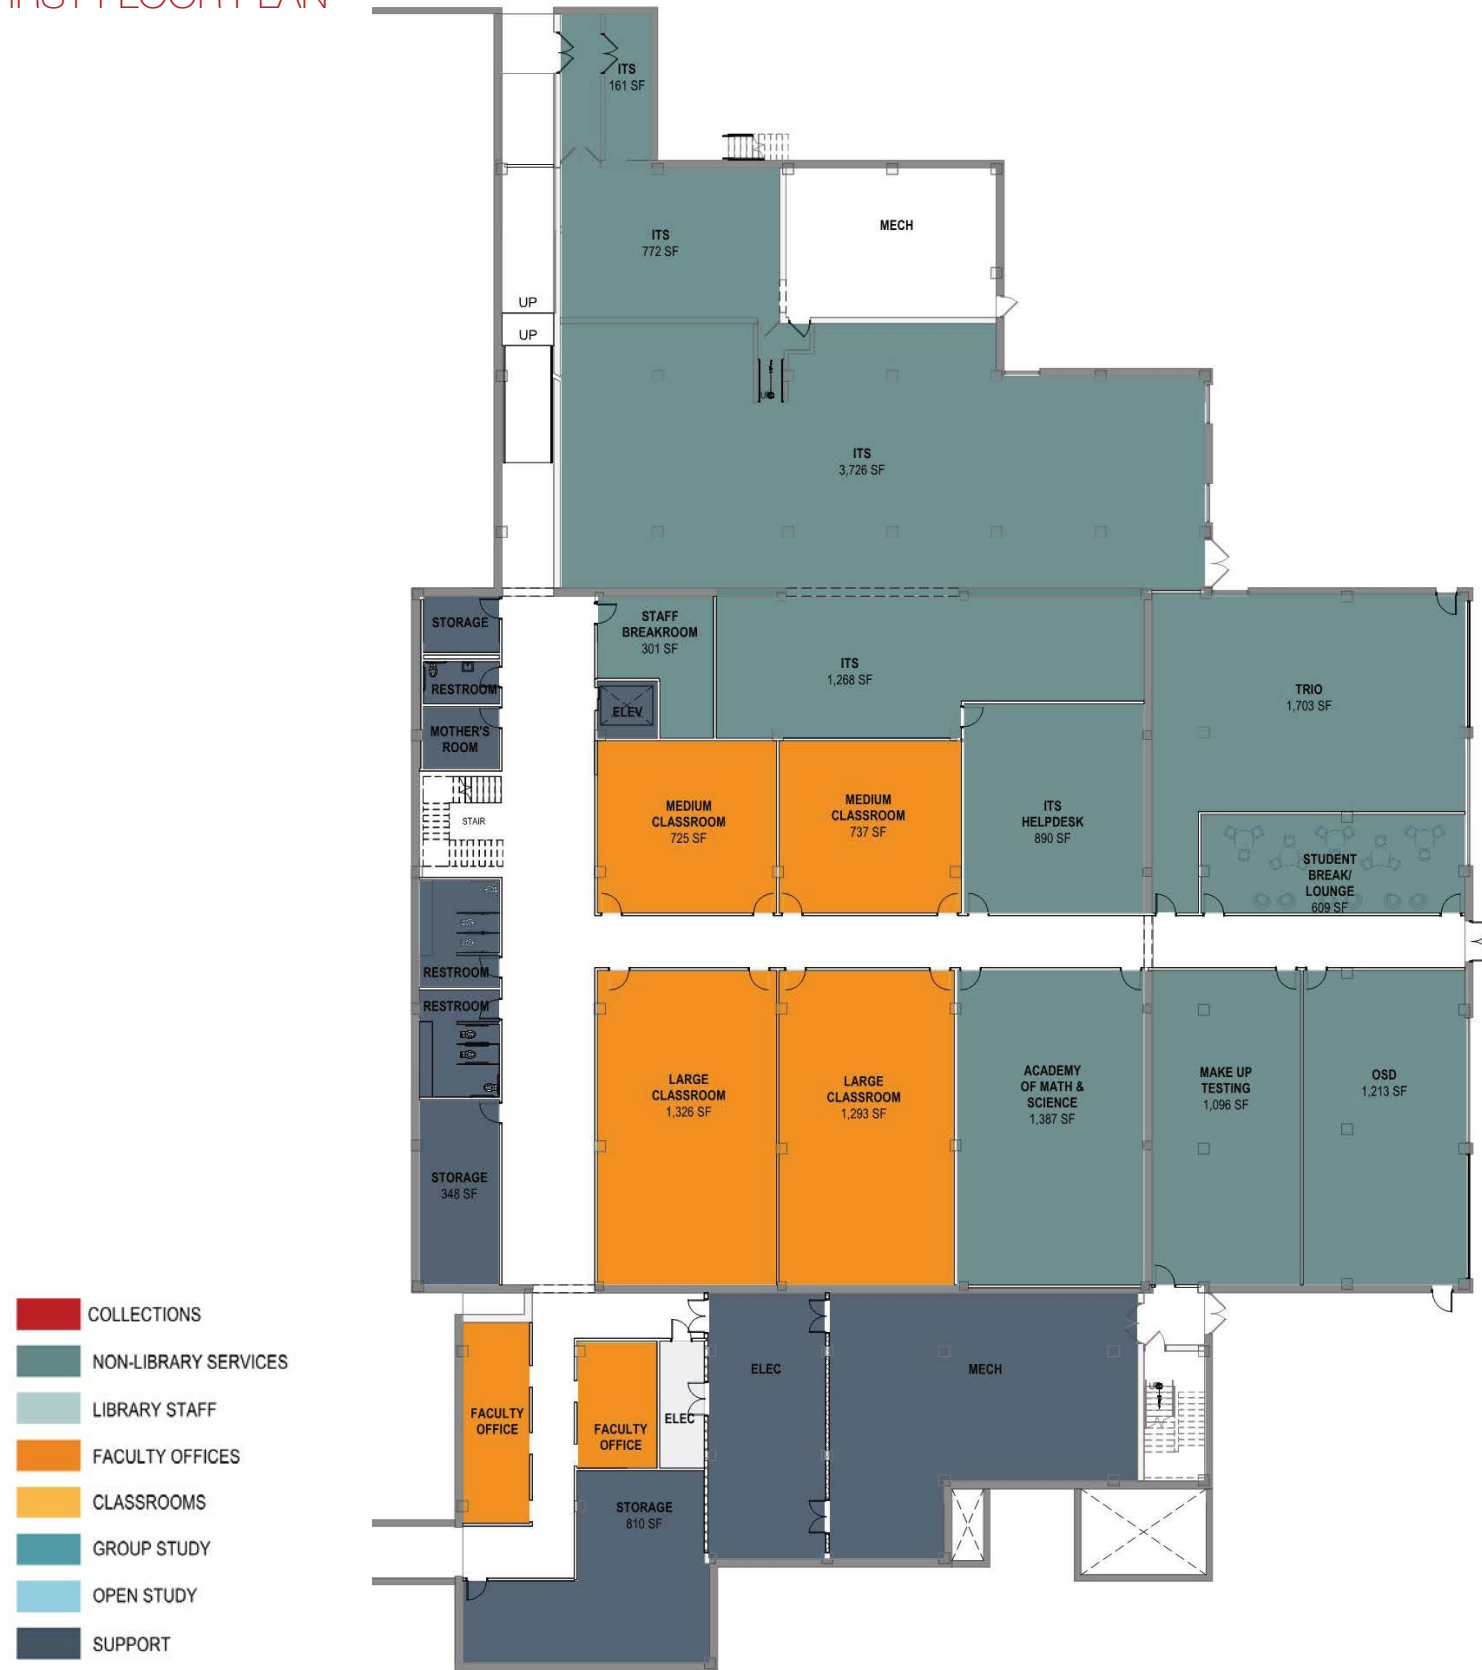 FIRST FLOOR PLAN
ITS
161 SF
ITS
772 SF
MECH
UP
UP
ITS
3,726 SF
STORAGE
RESTROOM
MOTHER'S
ROOM
STAIR
RESTROOM
RESTROOM
STORAGE
348 SF
STAFF
BREAKROOM
301 SF
ELEV
ITS
1,268 SF
TRIO
1,703 SF
MEDIUM
CLASSROOM
725 SF
MEDIUM
CLASSROOM
737 SF
ITS
HELPDESK
890 SF
STUDENT
BREAK/
LOUNGE
609 SF
LARGE
CLASSROOM
1,326 SF
LARGE
CLASSROOM
1,293 SF
ACADEMY
OF MATH &
SCIENCE
1,387 SF
MAKE UP
TESTING
1,096 SF
OSD
1,213 SF
FACULTY
OFFICE
FACULTY
OFFICE
ELEC
ELEC
MECH
STORAGE
810 SF
COLLECTIONS
NON-LIBRARY SERVICES
LIBRARY STAFF
FACULTY OFFICES
CLASSROOMS
GROUP STUDY
OPEN STUDY
SUPPORT